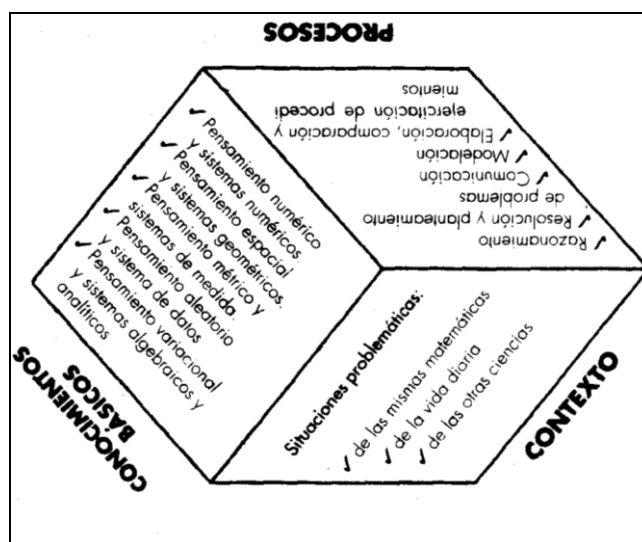 PROCESOS
✓ Razonamiento
✓ Resolución y planteamiento
de problemas
✓ Comunicación
✓ Modelación
✓ Elaboración, comparación y
ejercitación de procedi
mientos
✓ Pensamiento numérico
y sistemas numéricos.
✓ Pensamiento espacial
y sistemas geométricos.
✓ Pensamiento métrico y
sistemas de medida.
✓ Pensamiento aleatorio
y sistema de datos
✓ Pensamiento variacional
y sistemas algebraicos y
analíticos
CONOCIMIENTOS
BÁSICOS
Situaciones problemáticas:
✓ de las mismas matemáticas
✓ de la vida diaria
✓ de las otras ciencias
CONTEXTO